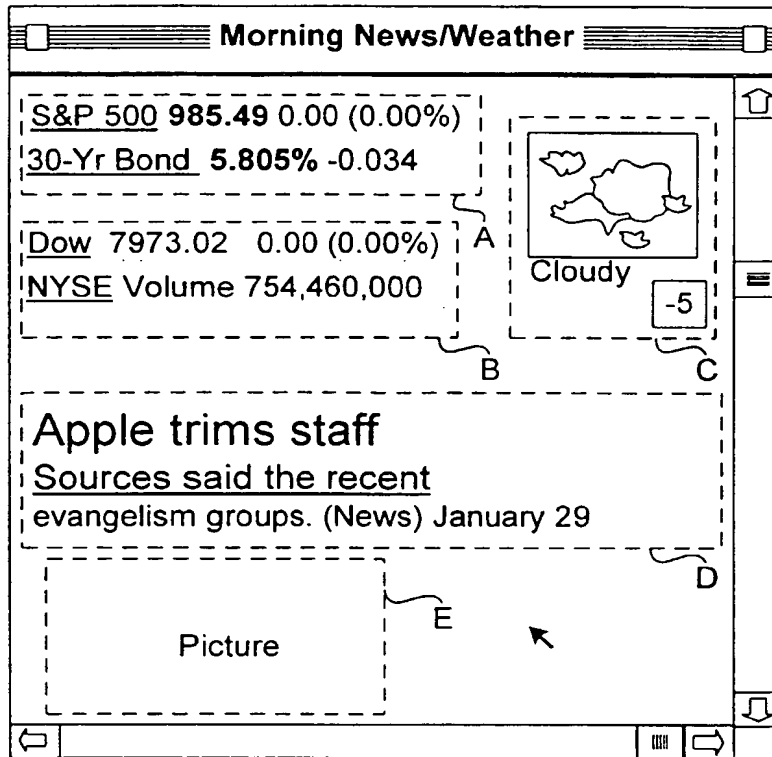 Morning News/Weather
S&P 500 985.49 0.00 (0.00%)
30-Yr Bond 5.805% -0.034
A
Dow 7973.02 0.00 (0.00%)
NYSE Volume 754,460,000
B
Cloudy
-5
C
Apple trims staff
Sources said the recent
evangelism groups. (News) January 29
D
Picture
E